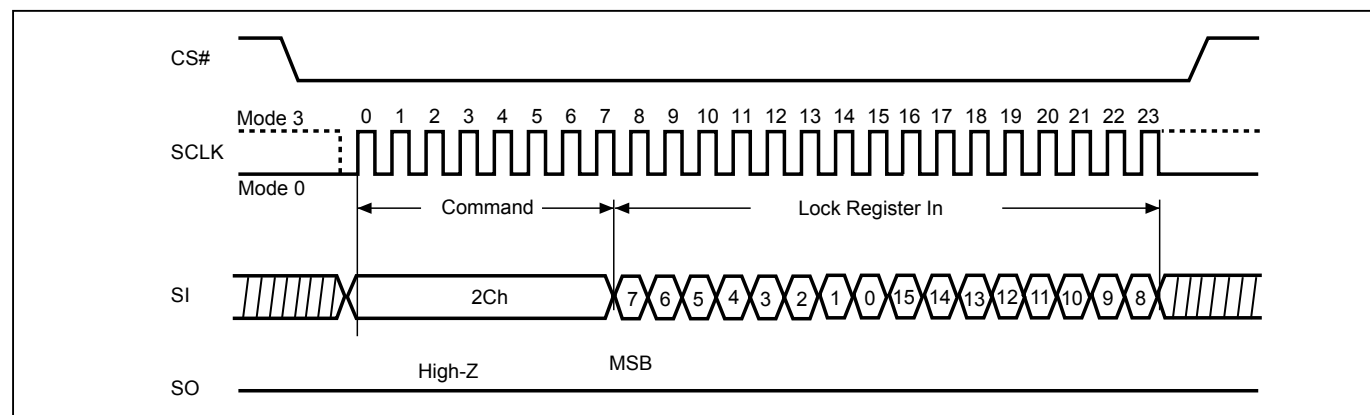 CS#
Mode 3 0 1 2 3 4 5 6 7 8 9 10 11 12 13 14 15 16 17 18 19 20 21 22 23
SCLK
Mode 0
Command Lock Register In
SI 2Ch 7 6 5 4 3 2 1 0 15 14 13 12 11 10 9 8
High-Z MSB
SO